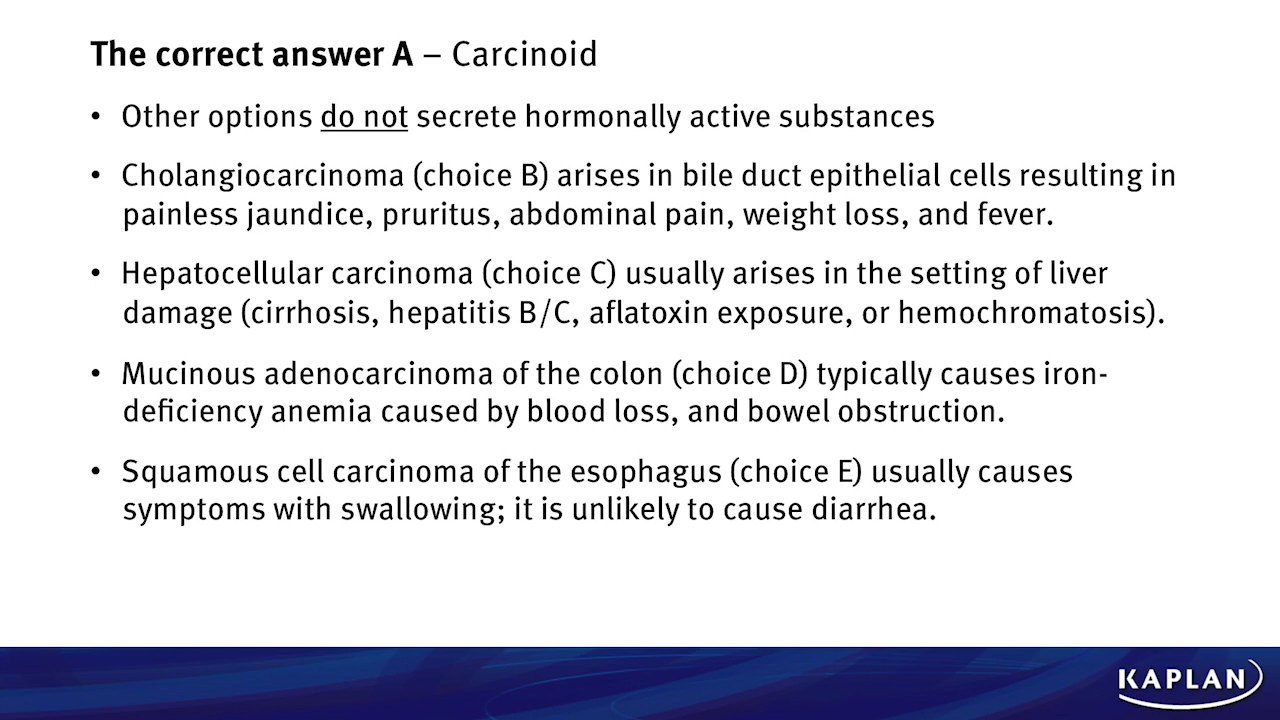 The correct answer A – Carcinoid
• Other options do not secrete hormonally active substances
• Cholangiocarcinoma (choice B) arises in bile duct epithelial cells resulting in
painless jaundice, pruritus, abdominal pain, weight loss, and fever.
• Hepatocellular carcinoma (choice C) usually arises in the setting of liver
damage (cirrhosis, hepatitis B/C, aflatoxin exposure, or hemochromatosis).
• Mucinous adenocarcinoma of the colon (choice D) typically causes iron-
deficiency anemia caused by blood loss, and bowel obstruction.
• Squamous cell carcinoma of the esophagus (choice E) usually causes
symptoms with swallowing; it is unlikely to cause diarrhea.
KAPLAN